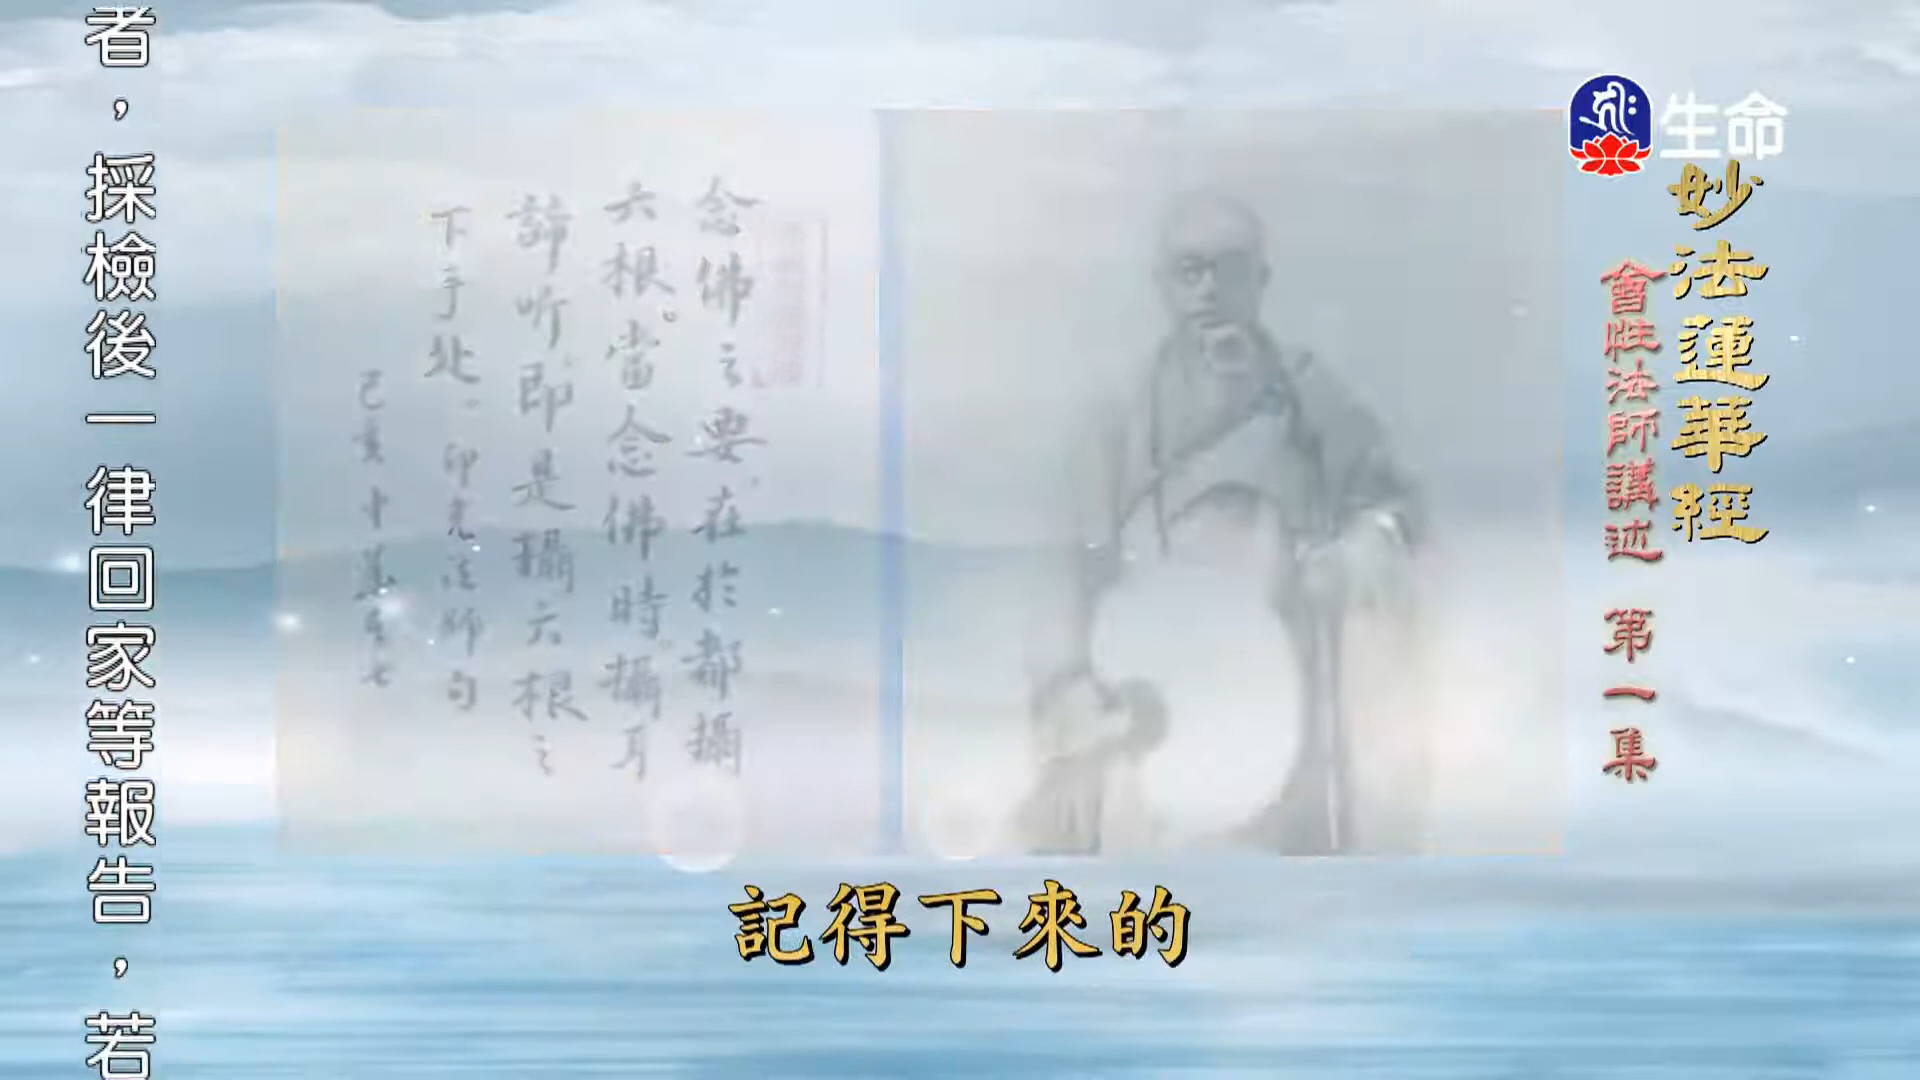 生命
妙法蓮華經
會性法師講述 第一集
念佛之要在於都攝
六根。當念佛時。攝耳
諦听。即是攝六根之
下手处。印光法師句
記得下來的
者，採檢後一律回家等報告，若